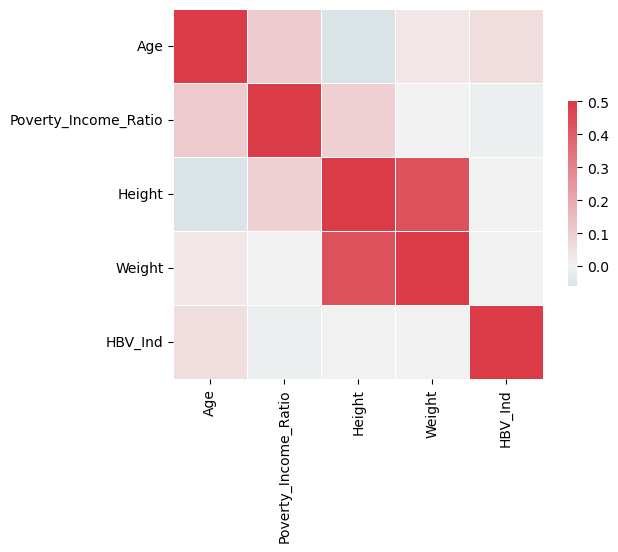 Age
Poverty_Income_Ratio
Height
Weight
HBV_Ind
Age
Poverty_Income_Ratio
Height
Weight
HBV_Ind
0.5
0.4
0.3
0.2
0.1
0.0